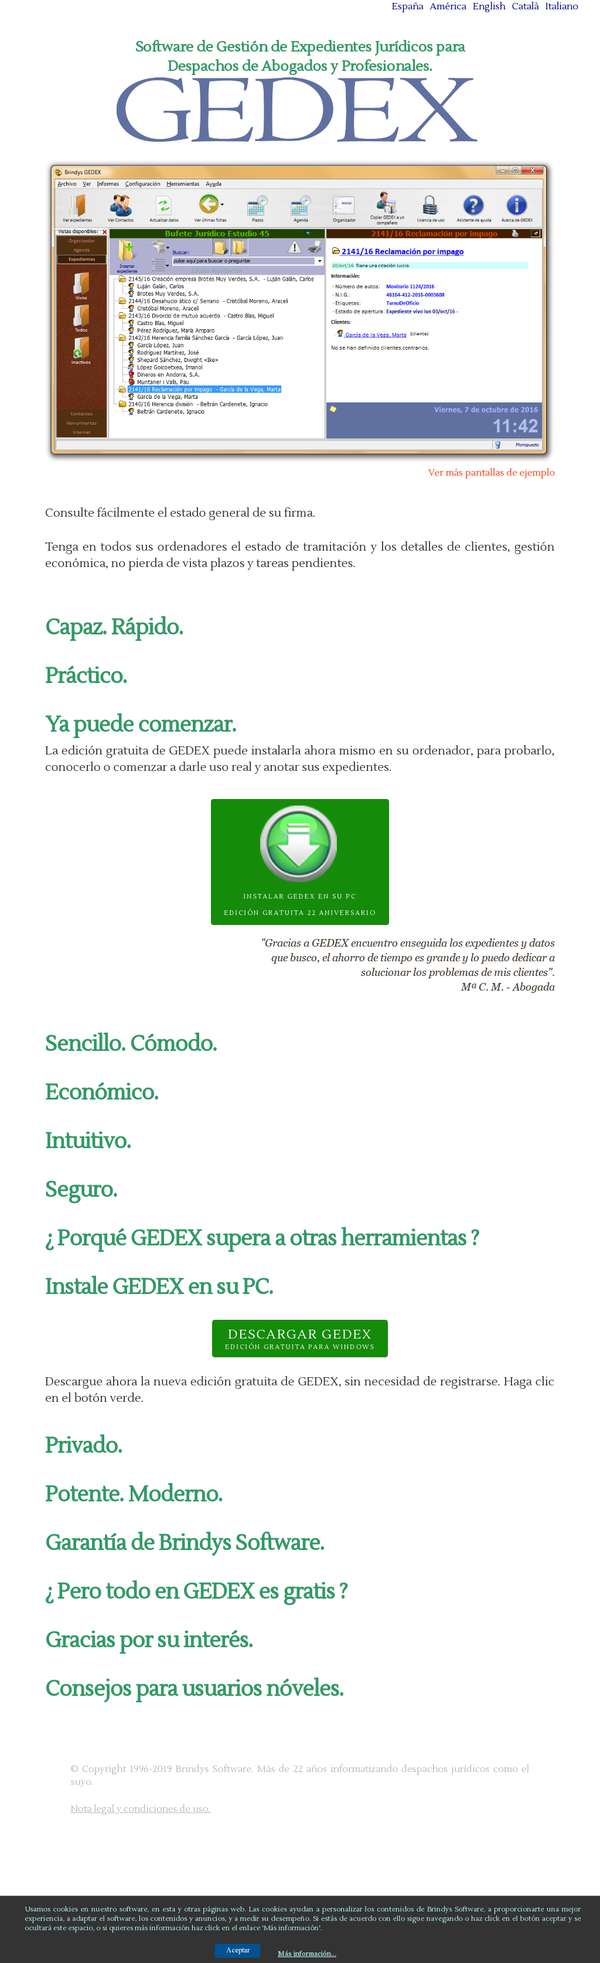 España América English Català Italiano
Software de Gestión de Expedientes Jurídicos para
Despachos de Abogados y Profesionales.
GEDEX
Brindys GEDEX
Archivo Ver Informes Configuración Herramientas Ayuda
Ver expedientes Ver Contactos Actualizar datos Ver últimas fichas Pasos Agenda Organizador Copiar GEDEX a un compañero Licencia de uso Asistente de ayuda Acerca de GEDEX
Vistas disponibles:
Organizador
Agenda
Expedientes
Vivos
Todos
Inactivos
Contactos
Herramientas
Internet
Bufete Jurídico Estudio 45
Insertar expediente
Buscar:
pulse aquí para buscar o preguntar
2145/16 Creación empresa Brotes Muy Verdes, S.A. - Luján Galán, Carlos
Luján Galán, Carlos
Brotes Muy Verdes, S.A.
2144/16 Desahucio ático c/ Serrano - Cristóbal Moreno, Araceli
Cristóbal Moreno, Araceli
2143/16 Divorcio de mutuo acuerdo - Castro Blas, Miguel
Castro Blas, Miguel
Pérez Rodríguez, María Amparo
2142/16 Herencia familia Sánchez García - García López, Juan
García López, Juan
Rodríguez Martínez, José
Shepard Sánchez, Dwight «Ike»
López Goicoetxea, Imanol
Dineros en Andorra, S.A.
Muntaner i Valls, Pau
2141/16 Reclamación por impago - García de la Vega, Marta
García de la Vega, Marta
2140/16 Herencia división - Beltrán Cardenete, Ignacio
Beltrán Cardenete, Ignacio
2141/16 Reclamación por impago
2141/16 Reclamación por impago
Información:
- Número de autos: Monitorio 1124/2016
- N.I.G.
- Etiquetas: TurnoDeOficio
- Estado de apertura: Expediente vivo
Clientes:
García de la Vega, Marta (cliente)
No se han definido clientes contrarios.
Viernes, 7 de octubre de 2016
11:42
Ver más pantallas de ejemplo
Consulte fácilmente el estado general de su firma.
Tenga en todos sus ordenadores el estado de tramitación y los detalles de clientes, gestión
económica, no pierda de vista plazos y tareas pendientes.
Capaz. Rápido.
Práctico.
Ya puede comenzar.
La edición gratuita de GEDEX puede instalarla ahora mismo en su ordenador, para probarlo,
conocerlo o comenzar a darle uso real y anotar sus expedientes.
INSTALAR GEDEX EN SU PC
EDICIÓN GRATUITA 22 ANIVERSARIO
"Gracias a GEDEX encuentro enseguida los expedientes y datos
que busco, el ahorro de tiempo es grande y lo puedo dedicar a
solucionar los problemas de mis clientes".
Mª C. M. - Abogada
Sencillo. Cómodo.
Económico.
Intuitivo.
Seguro.
¿ Porqué GEDEX supera a otras herramientas ?
Instale GEDEX en su PC.
DESCARGAR GEDEX
EDICIÓN GRATUITA PARA WINDOWS
Descargue ahora la nueva edición gratuita de GEDEX, sin necesidad de registrarse. Haga clic
en el botón verde.
Privado.
Potente. Moderno.
Garantía de Brindys Software.
¿ Pero todo en GEDEX es gratis ?
Gracias por su interés.
Consejos para usuarios nóveles.
© Copyright 1996-2019 Brindys Software. Más de 22 años informatizando despachos jurídicos como el
suyo.
Nota legal y condiciones de uso.
Usamos cookies en nuestro software, en esta y otras páginas web. Las cookies ayudan a personalizar los contenidos de Brindys Software, a proporcionarte una mejor
experiencia, a adaptar el software, los contenidos y anuncios, y a medir su desempeño. Si estás de acuerdo con ello sigue navegando o haz click en el botón aceptar y se
ocultará este espacio, o si quieres más información haz click en el enlace "Más información".
Aceptar Más información...